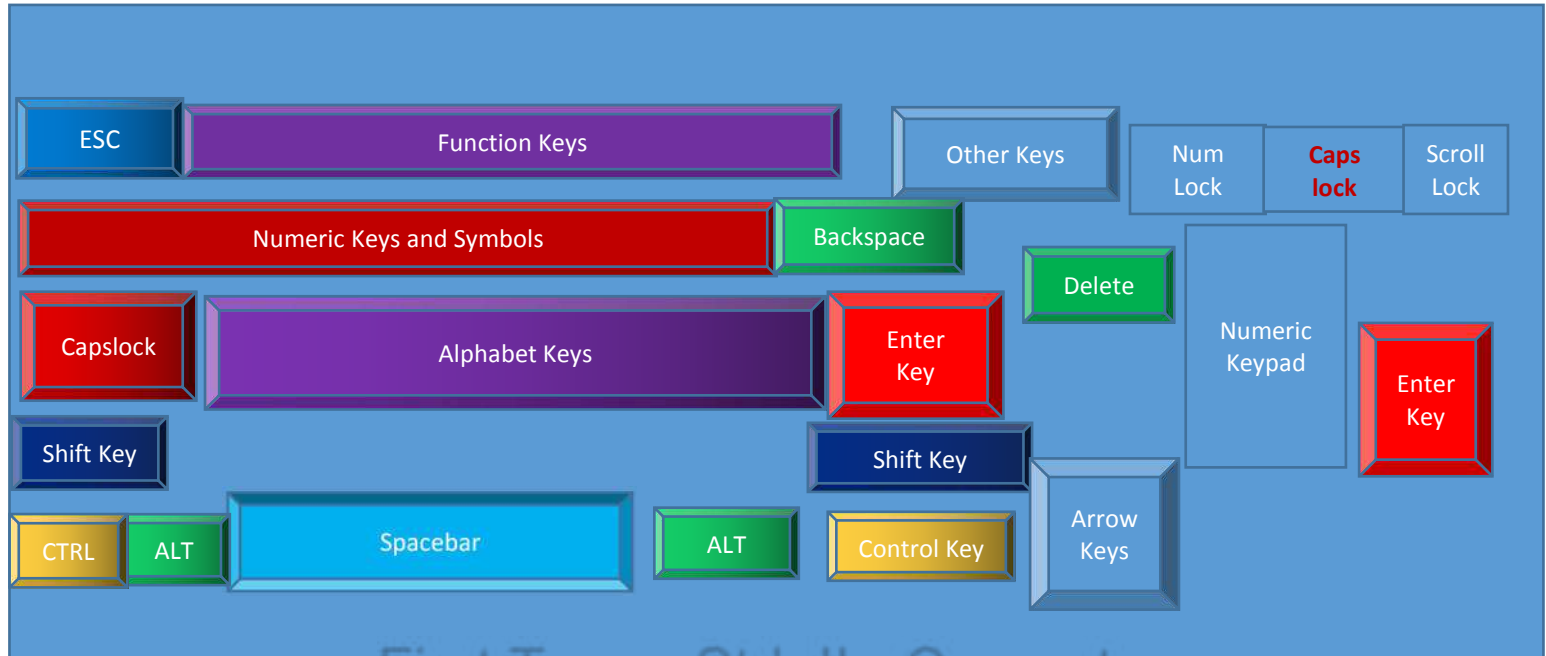 ESC
Function Keys
Other Keys
Num
Lock
Caps
lock
Scroll
Lock
Numeric Keys and Symbols
Backspace
Delete
Numeric
Keypad
Capslock
Alphabet Keys
Enter
Key
Enter
Key
Shift Key
Shift Key
Arrow
Keys
CTRL
ALT
Spacebar
ALT
Control Key